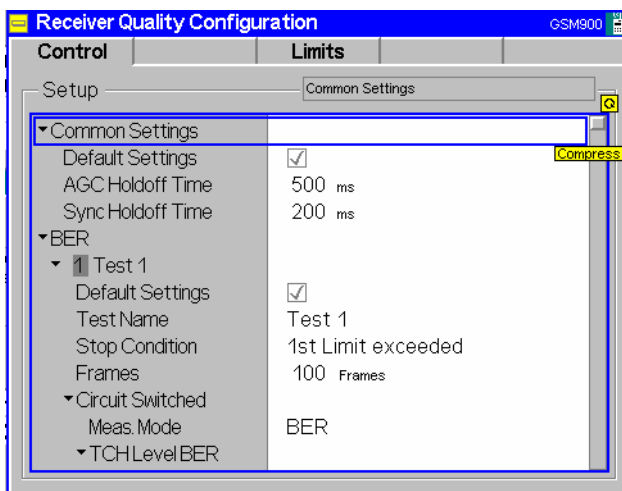 Receiver Quality Configuration GSM900
Control Limits
Setup Common Settings
Common Settings
Compress
Default Settings
AGC Holdoff Time 500 ms
Sync Holdoff Time 200 ms
BER
1 Test 1
Default Settings
Test Name Test 1
Stop Condition 1st Limit exceeded
Frames 100 Frames
Circuit Switched
Meas. Mode BER
TCH Level BER